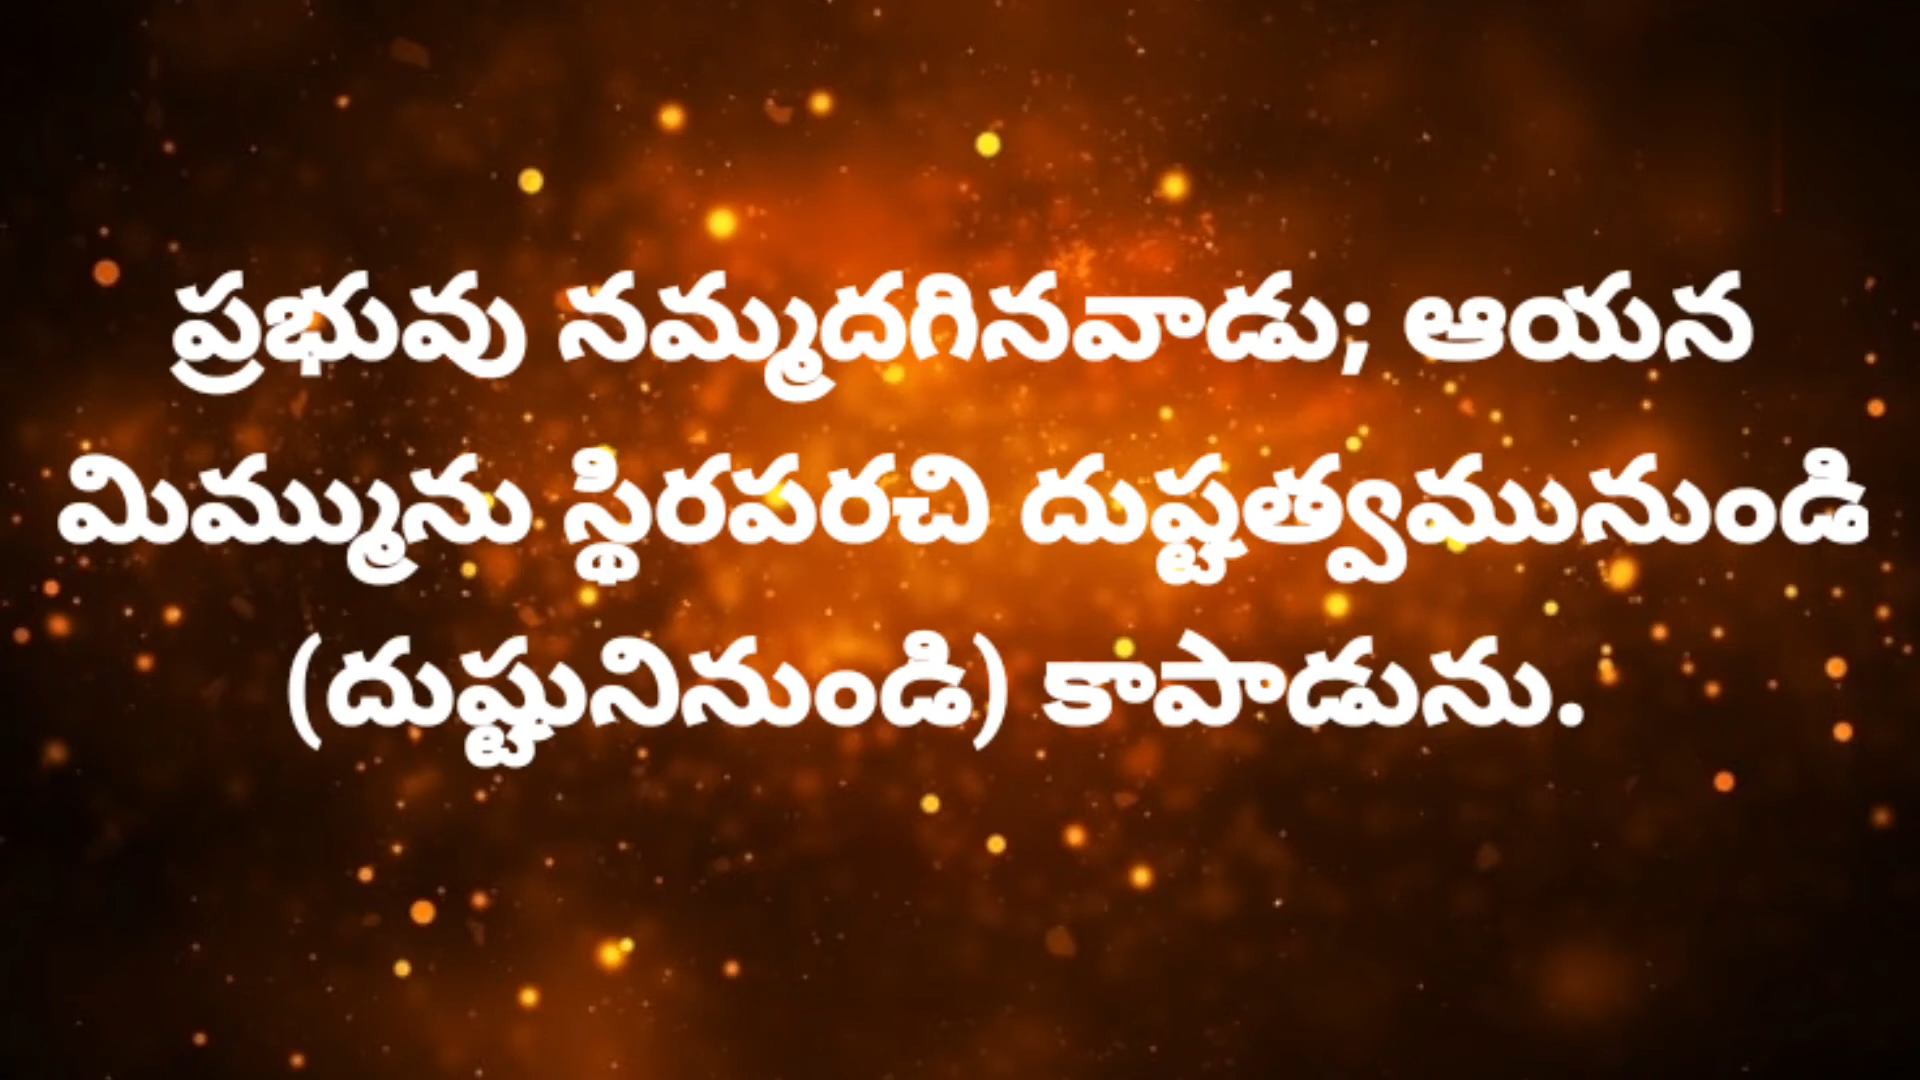 ప్రభువు నమ్మదగినవాడు; ఆయన
మిమ్మును స్థిరపరచి దుష్టత్వమునుండి
(దుష్టునినుండి) కాపాడును.